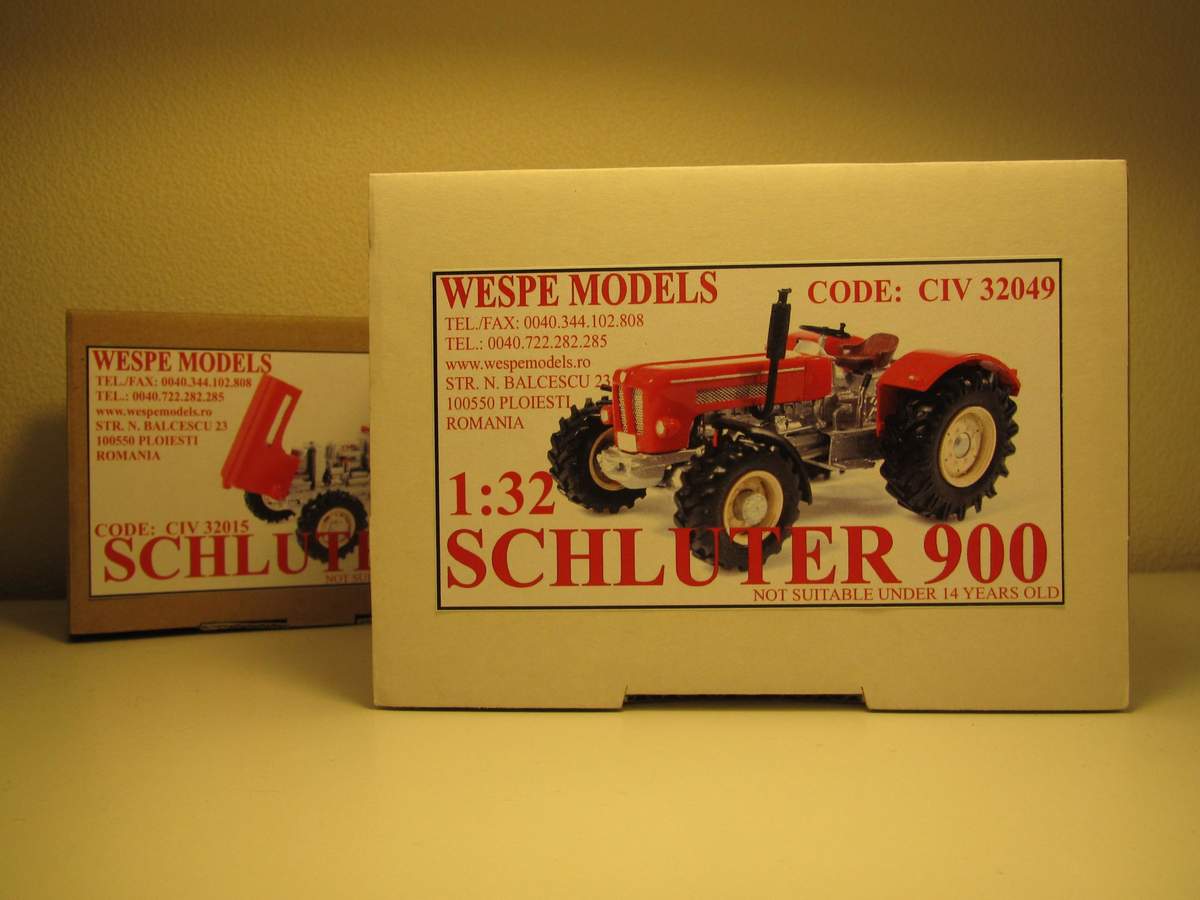 WESPE MODELS
TEL./FAX: 0040.344.102.808
TEL.: 0040.722.282.285
www.wespemodels.ro
STR. N. BALCESCU 23
100550 PLOIESTI
ROMANIA
CODE: CIV 32015
NOT
WESPE MODELS
CODE: CIV 32049
TEL./FAX: 0040.344.102.808
TEL.: 0040.722.282.285
www.wespemodels.ro
STR. N. BALCESCU 23
100550 PLOIESTI
ROMANIA
1:32
SCHLUTER 900
NOT SUITABLE UNDER 14 YEARS OLD